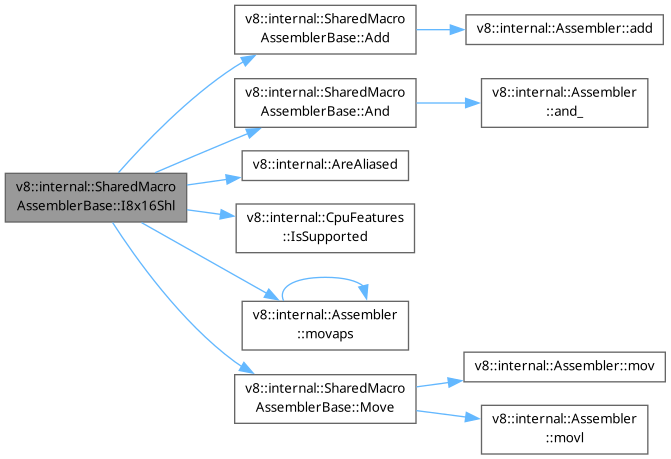 v8::internal::SharedMacro
AssemblerBase::I8x16Shl
v8::internal::SharedMacro
AssemblerBase::Add
v8::internal::Assembler::add
v8::internal::SharedMacro
AssemblerBase::And
v8::internal::Assembler
::and_
v8::internal::AreAliased
v8::internal::CpuFeatures
::IsSupported
v8::internal::Assembler
::movaps
v8::internal::SharedMacro
AssemblerBase::Move
v8::internal::Assembler::mov
v8::internal::Assembler
::movl